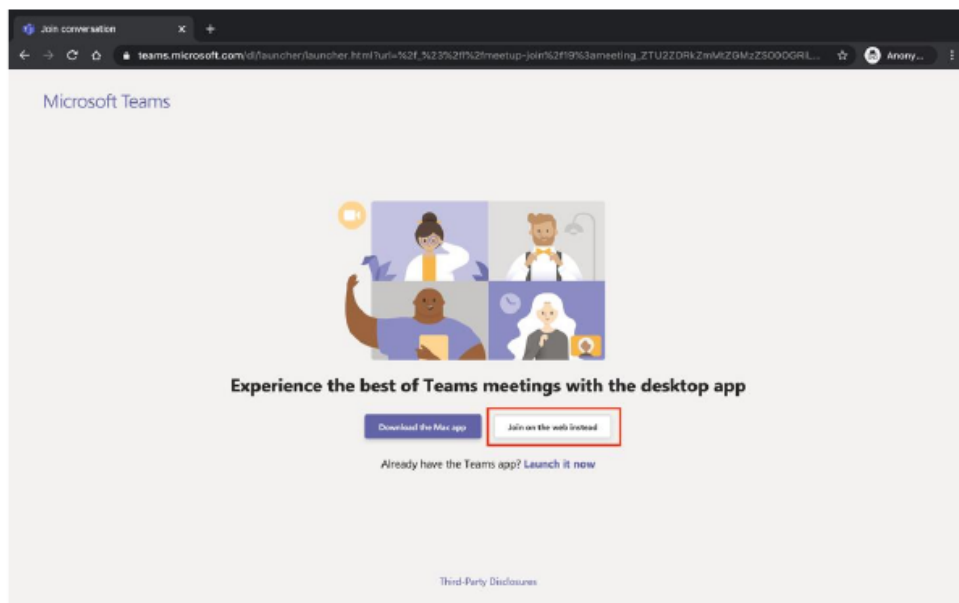 Join conversation
teams.microsoft.com/dl/launcher/launcher.html?url=%2f_%23%2fl%2fmeetup-join%2f19%3ameeting_
Anony...
Microsoft Teams
Experience the best of Teams meetings with the desktop app
Download the Mac app
Join on the web instead
Already have the Teams app? Launch it now
Third-Party Disclosures